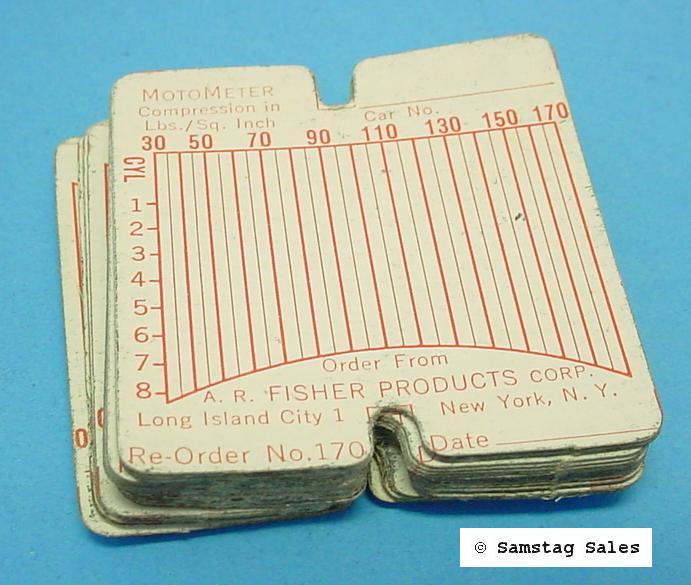 MOTOMETER
Compression in
Lbs./Sq. Inch
Car No.
30 50 70 90 110 130 150 170
CYL
1
2
3
4
5
6
7
8
Order From
A. R. FISHER PRODUCTS CORP.
Long Island City 1 New York, N. Y.
Re-Order No.170 Date
© Samstag Sales